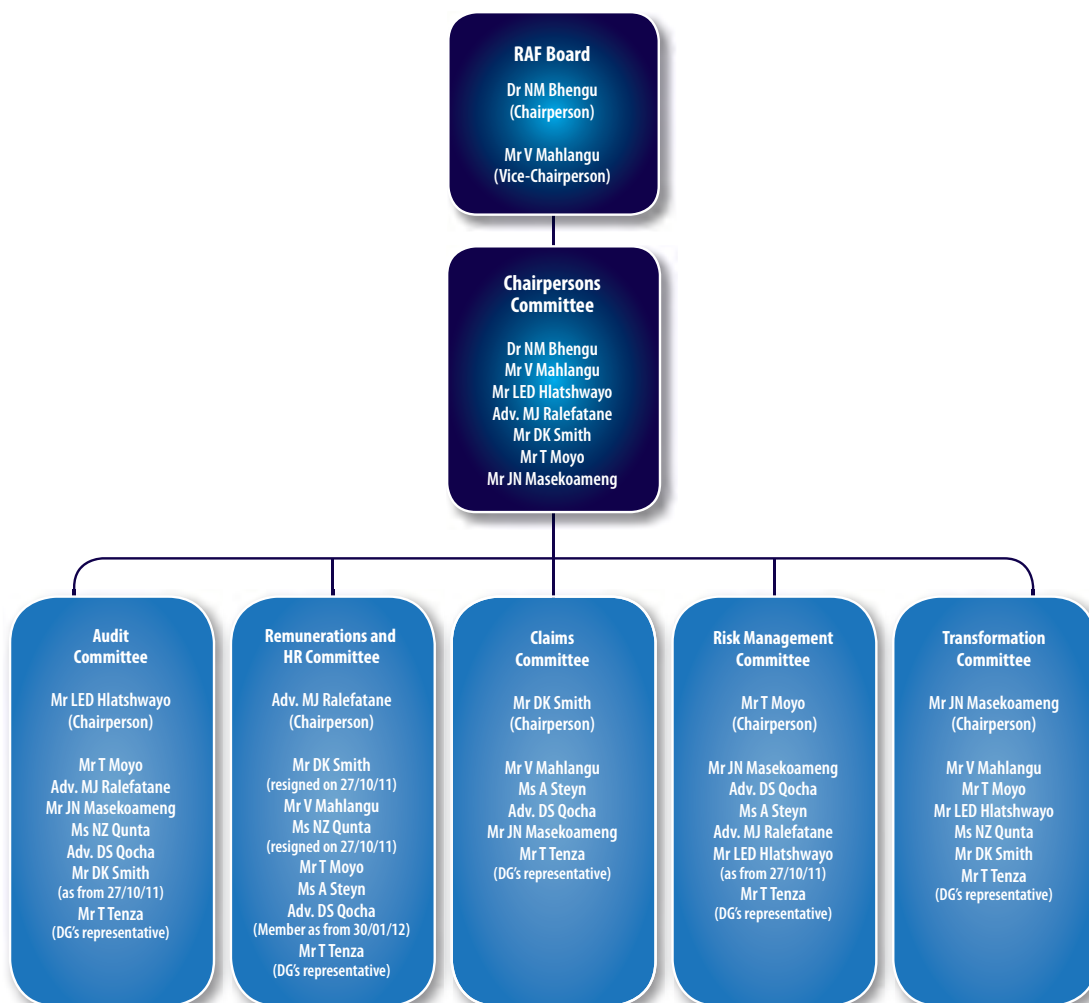 RAF Board
Dr NM Bhengu
(Chairperson)
Mr V Mahlangu
(Vice-Chairperson)
Chairpersons
Committee
Dr NM Bhengu
Mr V Mahlangu
Mr LED Hlatshwayo
Adv. MJ Ralefatane
Mr DK Smith
Mr T Moyo
Mr JN Masekoameng
Audit
Committee
Mr LED Hlatshwayo
(Chairperson)
Mr T Moyo
Adv. MJ Ralefatane
Mr JN Masekoameng
Ms NZ Qunta
Adv. DS Qocha
Mr DK Smith
(as from 27/10/11)
Mr T Tenza
(DG's representative)
Remunerations and
HR Committee
Adv. MJ Ralefatane
(Chairperson)
Mr DK Smith
(resigned on 27/10/11)
Mr V Mahlangu
Ms NZ Qunta
(resigned on 27/10/11)
Mr T Moyo
Ms A Steyn
Adv. DS Qocha
(Member as from 30/01/12)
Mr T Tenza
(DG's representative)
Claims
Committee
Mr DK Smith
(Chairperson)
Mr V Mahlangu
Ms A Steyn
Adv. DS Qocha
Mr JN Masekoameng
Mr T Tenza
(DG's representative)
Risk Management
Committee
Mr T Moyo
(Chairperson)
Mr JN Masekoameng
Adv. DS Qocha
Ms A Steyn
Adv. MJ Ralefatane
Mr LED Hlatshwayo
(as from 27/10/11)
Mr T Tenza
(DG's representative)
Transformation
Committee
Mr JN Masekoameng
(Chairperson)
Mr V Mahlangu
Mr T Moyo
Mr LED Hlatshwayo
Ms NZ Qunta
Mr DK Smith
Mr T Tenza
(DG's representative)